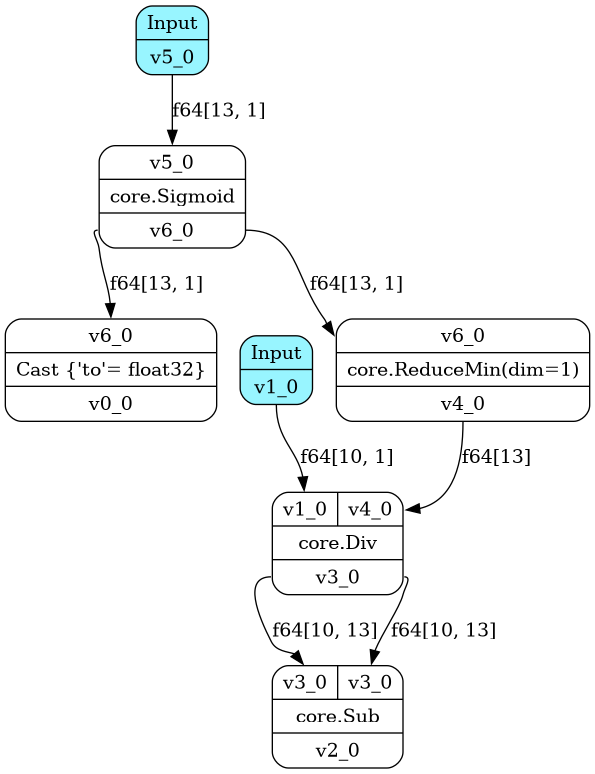 Input
v5_0
f64[13, 1]
v5_0
core.Sigmoid
v6_0
f64[13, 1]
f64[13, 1]
v6_0
Cast {'to'= float32}
v0_0
Input
v1_0
v6_0
core.ReduceMin(dim=1)
v4_0
f64[10, 1]
f64[13]
v1_0 v4_0
core.Div
v3_0
f64[10, 13]
f64[10, 13]
v3_0 v3_0
core.Sub
v2_0